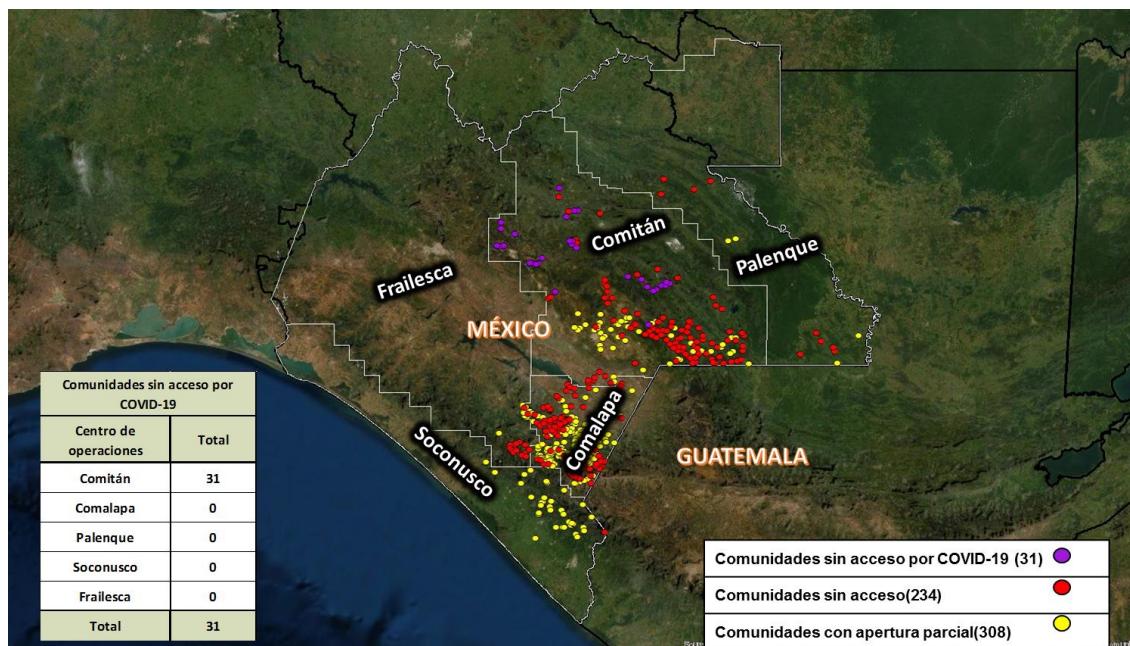 Comitán
Palenque
Frailesca
MÉXICO
Comalapa
Soconusco
GUATEMALA
Comunidades sin acceso por
COVID-19
Centro de
operaciones
Total
Comitán 31
Comalapa 0
Palenque 0
Soconusco 0
Frailesca 0
Total 31
Comunidades sin acceso por COVID-19 (31)
Comunidades sin acceso(234)
Comunidades con apertura parcial(308)